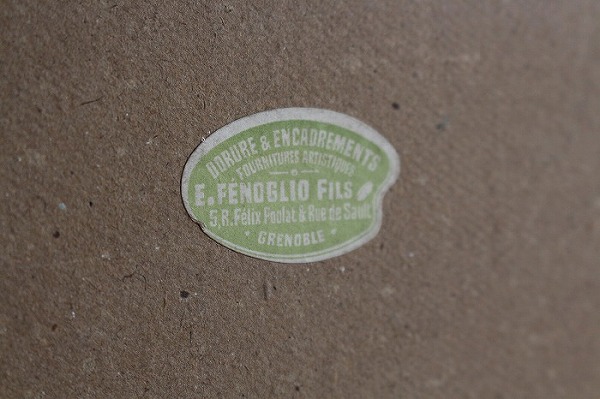 DORURE & ENCADREMENTS
FOURNITURES ARTISTIQUES
E. FENOGLIO FILS
5, R. Félix Poulat & Rue de Sault
GRENOBLE